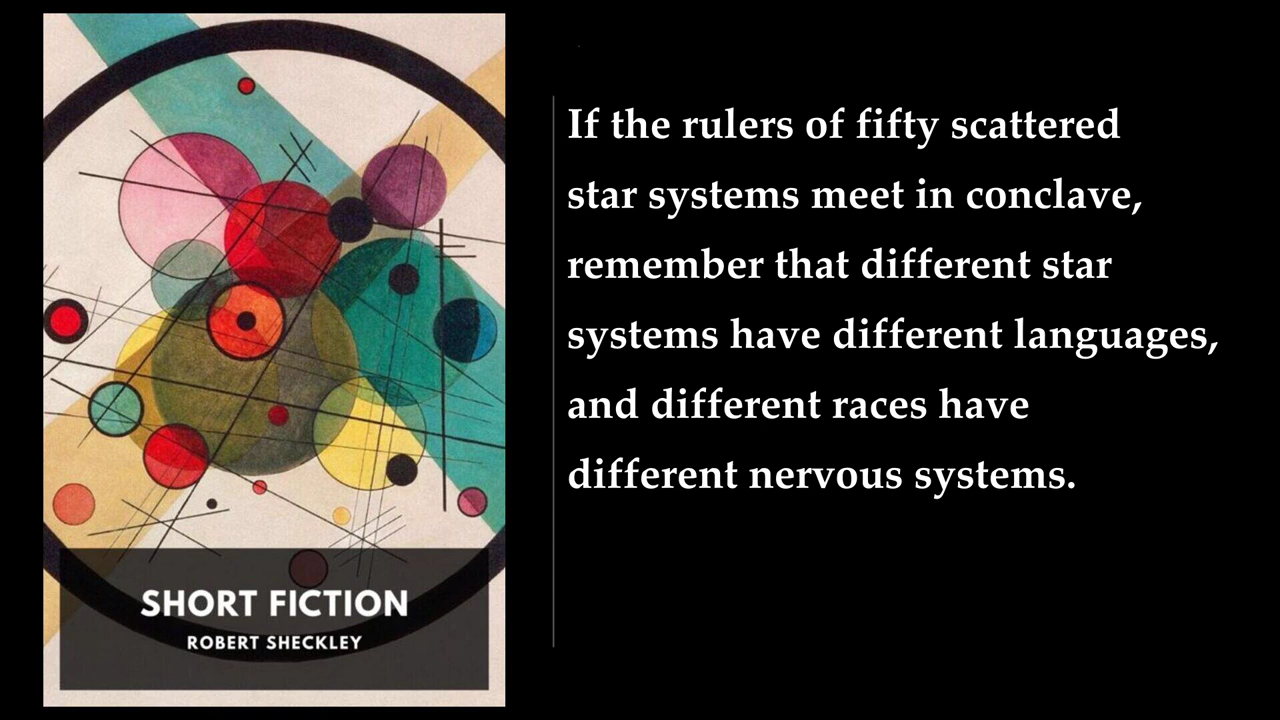 SHORT FICTION
ROBERT SHECKLEY
If the rulers of fifty scattered
star systems meet in conclave,
remember that different star
systems have different languages,
and different races have
different nervous systems.